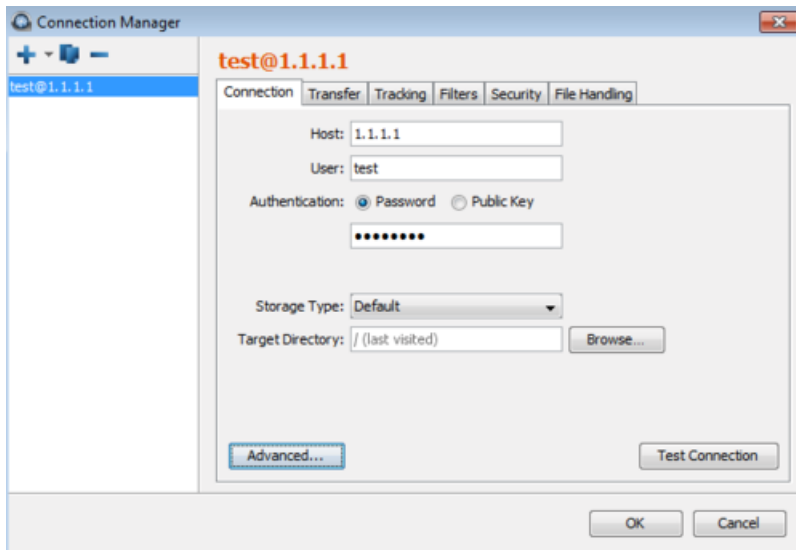 Connection Manager
test@1.1.1.1
test@1.1.1.1
Connection Transfer Tracking Filters Security File Handling
Host: 1.1.1.1
User: test
Authentication: Password Public Key
••••••••
Storage Type: Default
Target Directory: / (last visited) Browse...
Advanced... Test Connection
OK Cancel